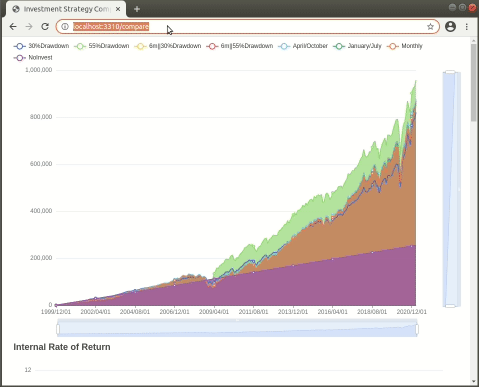 Investment Strategy Com
localhost:3310/compare
30%Drawdown 55%Drawdown 6m||30%Drawdown 6m||55%Drawdown April/October January/July Monthly
NoInvest
1,000,000
800,000
600,000
400,000
200,000
0
1999/12/01 2002/04/01 2004/08/01 2006/12/01 2009/04/01 2011/08/01 2013/12/01 2016/04/01 2018/08/01 2020/12/01
Internal Rate of Return
12